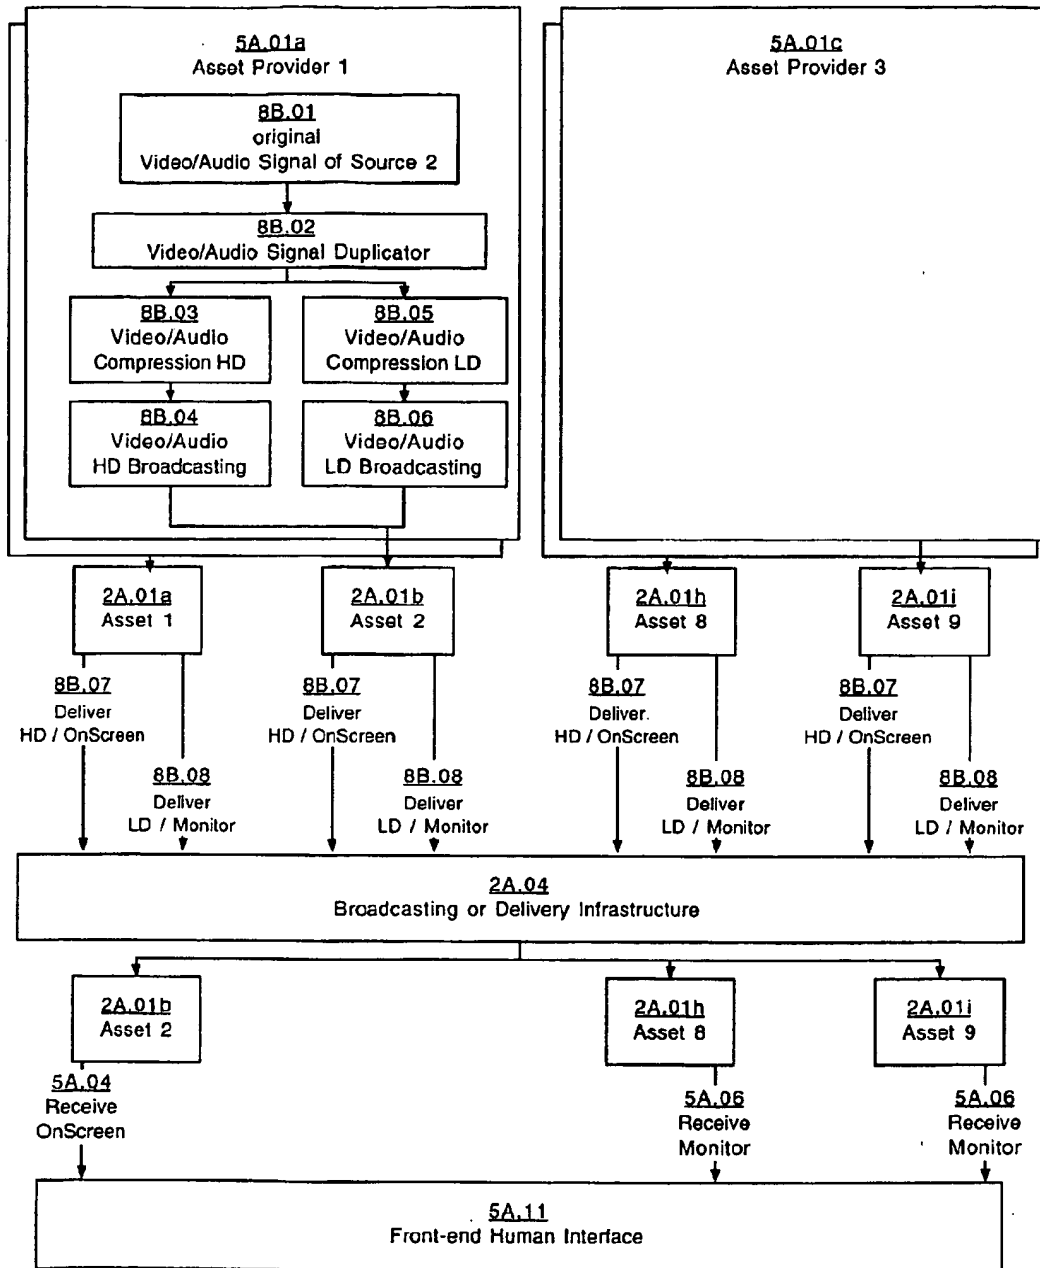 5A.01a
Asset Provider 1
5A.01c
Asset Provider 3
8B.01
original
Video/Audio Signal of Source 2
8B.02
Video/Audio Signal Duplicator
8B.03
Video/Audio
Compression HD
8B.05
Video/Audio
Compression LD
8B.04
Video/Audio
HD Broadcasting
8B.06
Video/Audio
LD Broadcasting
2A.01a
Asset 1
2A.01b
Asset 2
2A.01h
Asset 8
2A.01i
Asset 9
8B.07
Deliver
HD / OnScreen
8B.08
Deliver
LD / Monitor
8B.07
Deliver
HD / OnScreen
8B.08
Deliver
LD / Monitor
8B.07
Deliver
HD / OnScreen
8B.08
Deliver
LD / Monitor
8B.07
Deliver
HD / OnScreen
8B.08
Deliver
LD / Monitor
2A.04
Broadcasting or Delivery Infrastructure
2A.01b
Asset 2
2A.01h
Asset 8
2A.01i
Asset 9
5A.04
Receive
OnScreen
5A.06
Receive
Monitor
5A.06
Receive
Monitor
5A.11
Front-end Human Interface